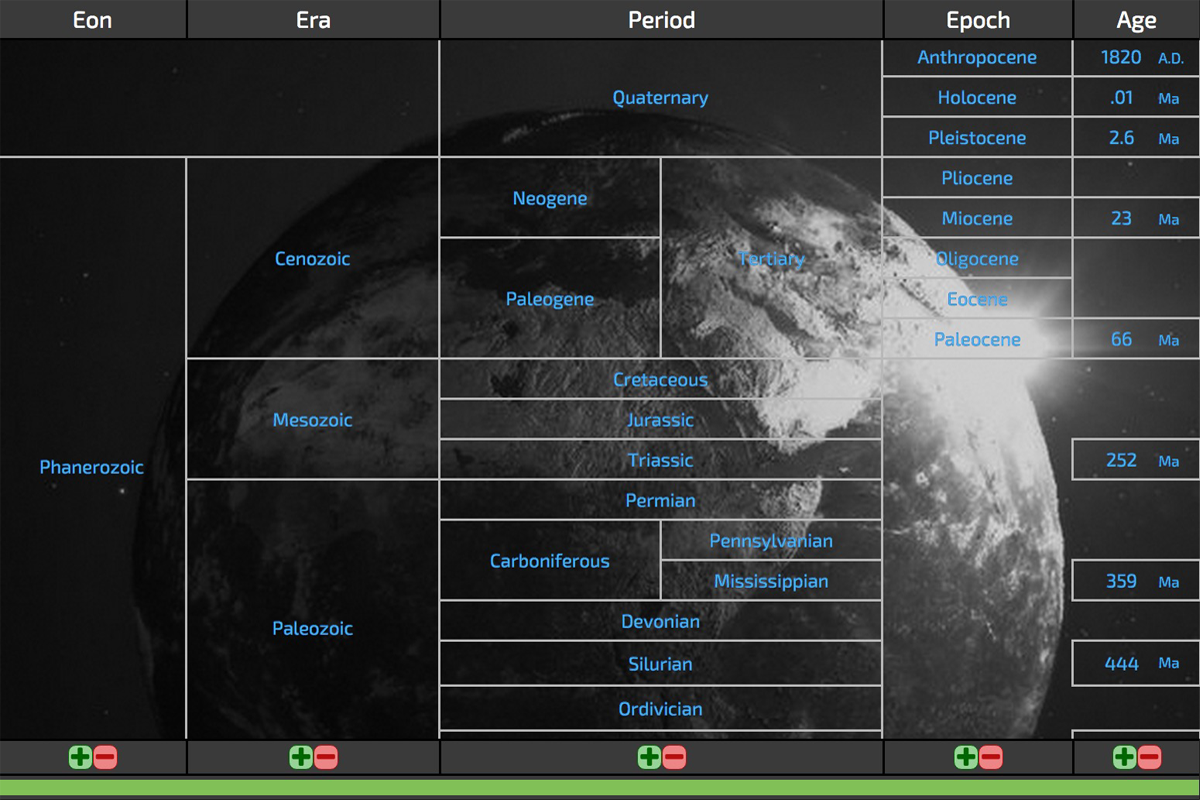 Eon Era Period Epoch Age
Anthropocene 1820 A.D.
Quaternary Holocene .01 Ma
Pleistocene 2.6 Ma
Pliocene
Neogene Miocene 23 Ma
Cenozoic Tertiary Oligocene
Paleogene Eocene
Paleocene 66 Ma
Cretaceous
Mesozoic Jurassic
Phanerozoic Triassic 252 Ma
Permian
Carboniferous Pennsylvanian
Mississippian 359 Ma
Paleozoic Devonian
Silurian 444 Ma
Ordivician